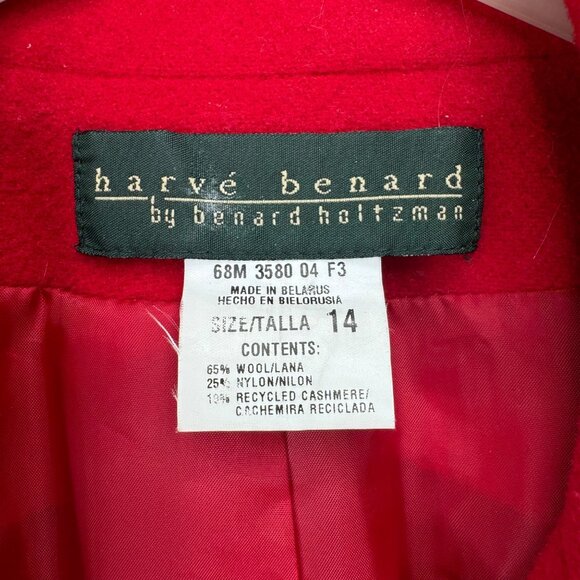 harvé benard
by benard holtzman
68M 3580 04 F3
MADE IN BELARUS
HECHO EN BIELORUSIA
SIZE/TALLA 14
CONTENTS:
65% WOOL/LANA
25% NYLON/NILON
10% RECYCLED CASHMERE/
CACHEMIRA RECICLADA